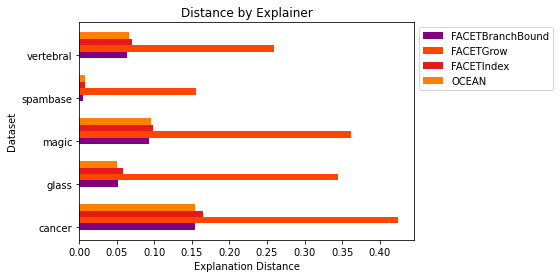 Distance by Explainer
FACETBranchBound
FACETGrow
FACETIndex
OCEAN
Dataset
vertebral
spambase
magic
glass
cancer
0.00 0.05 0.10 0.15 0.20 0.25 0.30 0.35 0.40
Explanation Distance